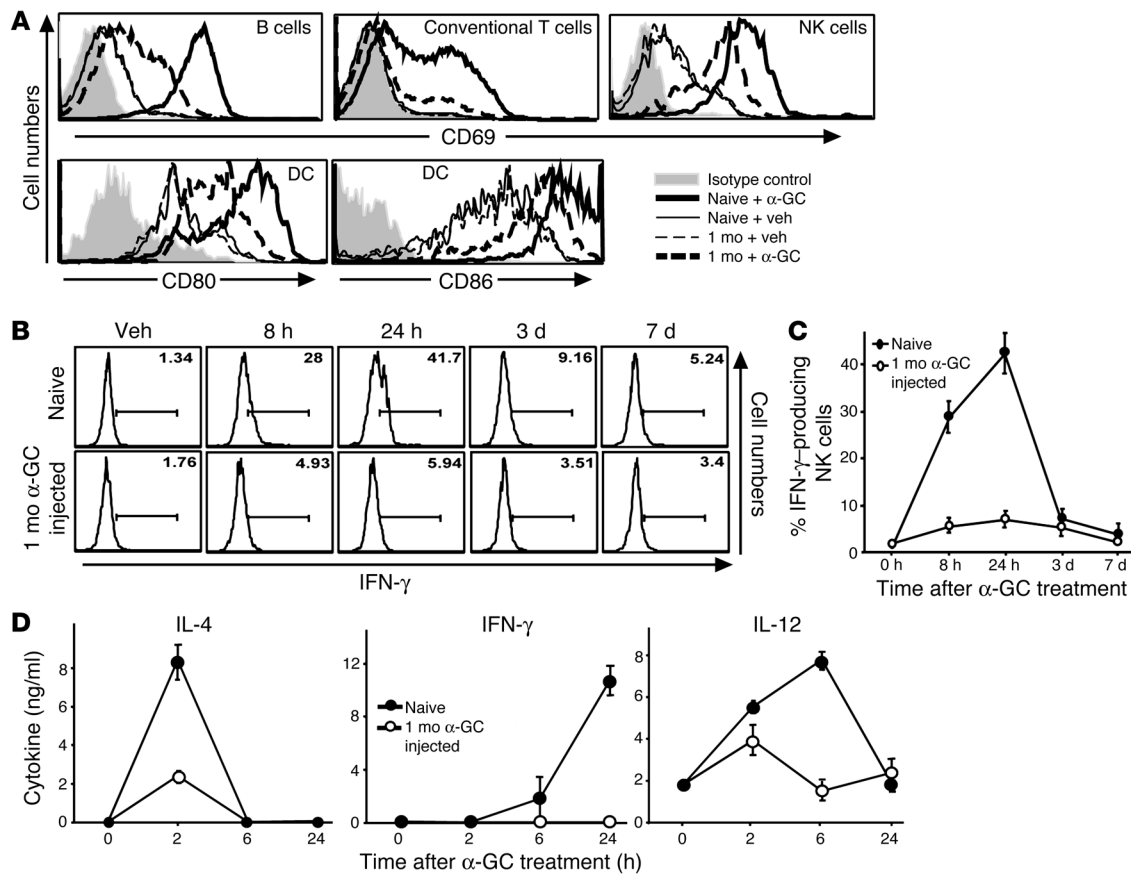 A
B cells
Conventional T cells
NK cells
Cell numbers
CD69
DC
DC
CD80
CD86
Isotype control
Naive + α-GC
Naive + veh
1 mo + veh
1 mo + α-GC
B
Veh
8 h
24 h
3 d
7 d
Naive
1.34
28
41.7
9.16
5.24
1 mo α-GC
injected
1.76
4.93
5.94
3.51
3.4
Cell numbers
IFN-γ
C
% IFN-γ–producing
NK cells
Naive
1 mo α-GC
injected
40
30
20
10
0
0 h
8 h
24 h
3 d
7 d
Time after α-GC treatment
D
IL-4
IFN-γ
IL-12
Cytokine (ng/ml)
8
6
4
2
0
0
2
6
24
12
8
4
0
Naive
1 mo α-GC
injected
0
2
6
24
8
6
4
2
0
0
2
6
24
Time after α-GC treatment (h)